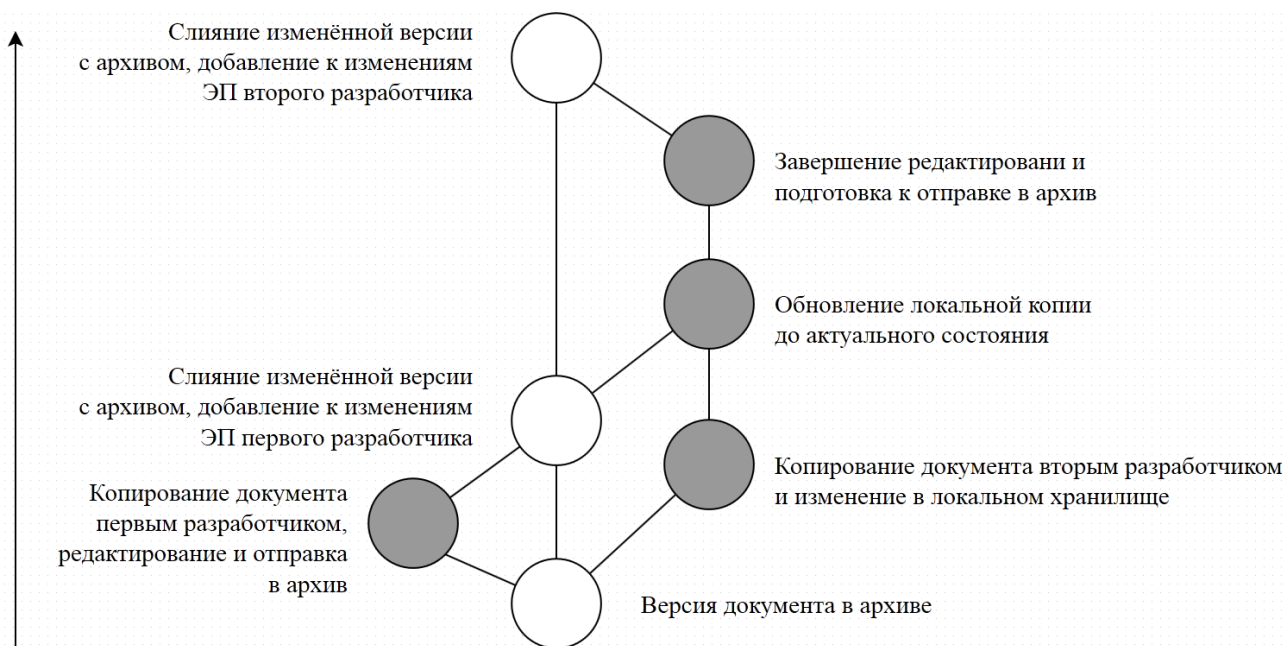 Слияние изменённой версии
с архивом, добавление к изменениям
ЭП второго разработчика
Завершение редактировани и
подготовка к отправке в архив
Обновление локальной копии
до актуального состояния
Слияние изменённой версии
с архивом, добавление к изменениям
ЭП первого разработчика
Копирование документа вторым разработчиком
и изменение в локальном хранилище
Копирование документа
первым разработчиком,
редактирование и отправка
в архив
Версия документа в архиве